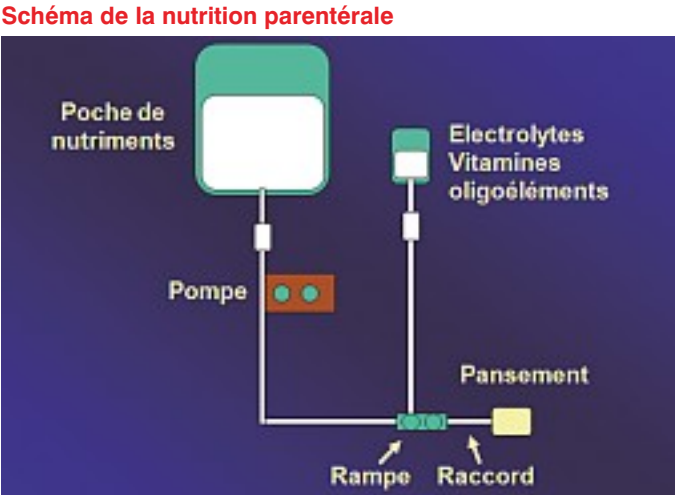 Schéma de la nutrition parentérale
Poche de
nutriments
Electrolytes
Vitamines
oligoéléments
Pompe
Pansement
Rampe
Raccord